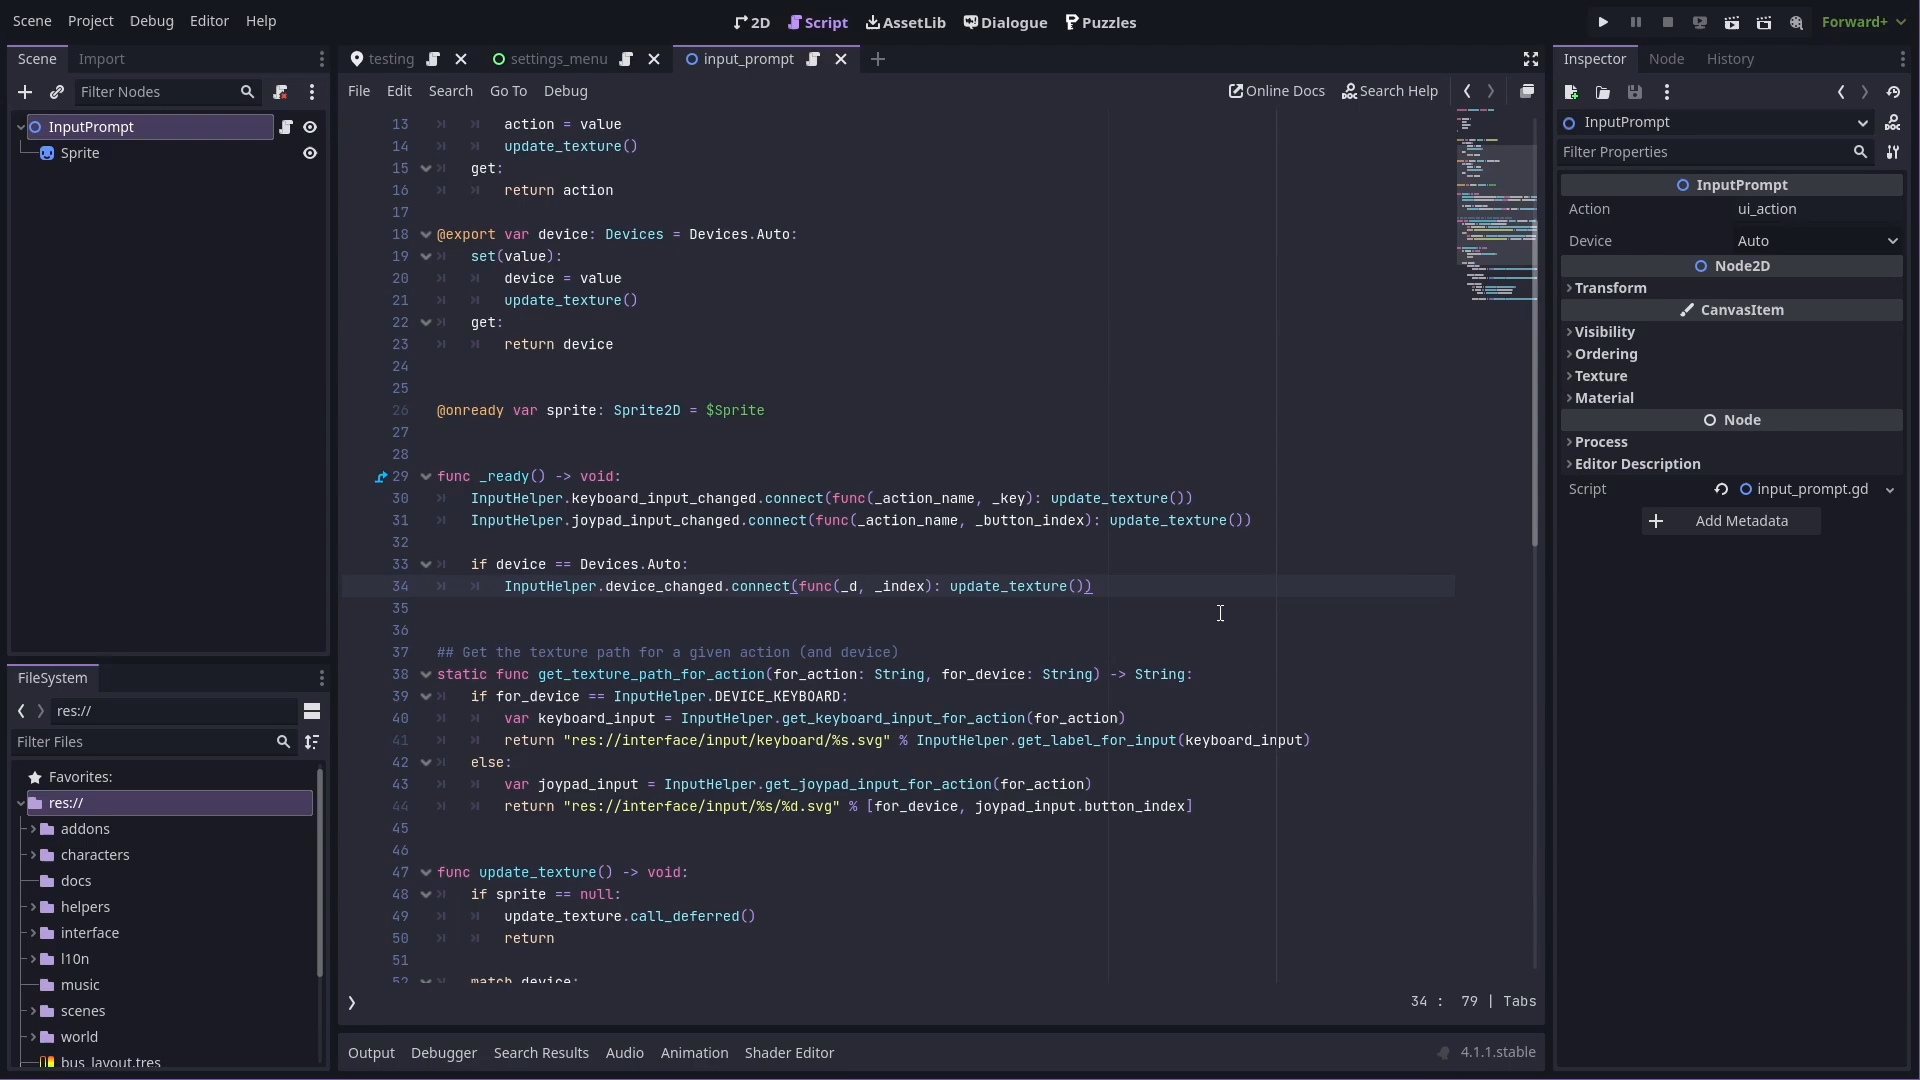 Scene Project Debug Editor Help
2D Script AssetLib Dialogue Puzzles
Forward+
Scene Import
Filter Nodes
InputPrompt
Sprite
FileSystem
res://
Filter Files
Favorites:
res://
addons
characters
docs
helpers
interface
l10n
music
scenes
world
bus_layout.tres
testing settings_menu input_prompt
File Edit Search Go To Debug
Online Docs Search Help
13 action = value
14 update_texture()
15 get:
16 return action
17
18 @export var device: Devices = Devices.Auto:
19 set(value):
20 device = value
21 update_texture()
22 get:
23 return device
24
25
26 @onready var sprite: Sprite2D = $Sprite
27
28
29 func _ready() -> void:
30 InputHelper.keyboard_input_changed.connect(func(_action_name, _key): update_texture())
31 InputHelper.joypad_input_changed.connect(func(_action_name, _button_index): update_texture())
32
33 if device == Devices.Auto:
34 InputHelper.device_changed.connect(func(_d, _index): update_texture())
35
36
37 ## Get the texture path for a given action (and device)
38 static func get_texture_path_for_action(for_action: String, for_device: String) -> String:
39 if for_device == InputHelper.DEVICE_KEYBOARD:
40 var keyboard_input = InputHelper.get_keyboard_input_for_action(for_action)
41 return "res://interface/input/keyboard/%s.svg" % InputHelper.get_label_for_input(keyboard_input)
42 else:
43 var joypad_input = InputHelper.get_joypad_input_for_action(for_action)
44 return "res://interface/input/%s/%d.svg" % [for_device, joypad_input.button_index]
45
46
47 func update_texture() -> void:
48 if sprite == null:
49 update_texture.call_deferred()
50 return
51
52 match device:
34 : 79 | Tabs
Output Debugger Search Results Audio Animation Shader Editor
4.1.1.stable
Inspector Node History
InputPrompt
Filter Properties
InputPrompt
Action ui_action
Device Auto
Node2D
Transform
CanvasItem
Visibility
Ordering
Texture
Material
Node
Process
Editor Description
Script input_prompt.gd
Add Metadata